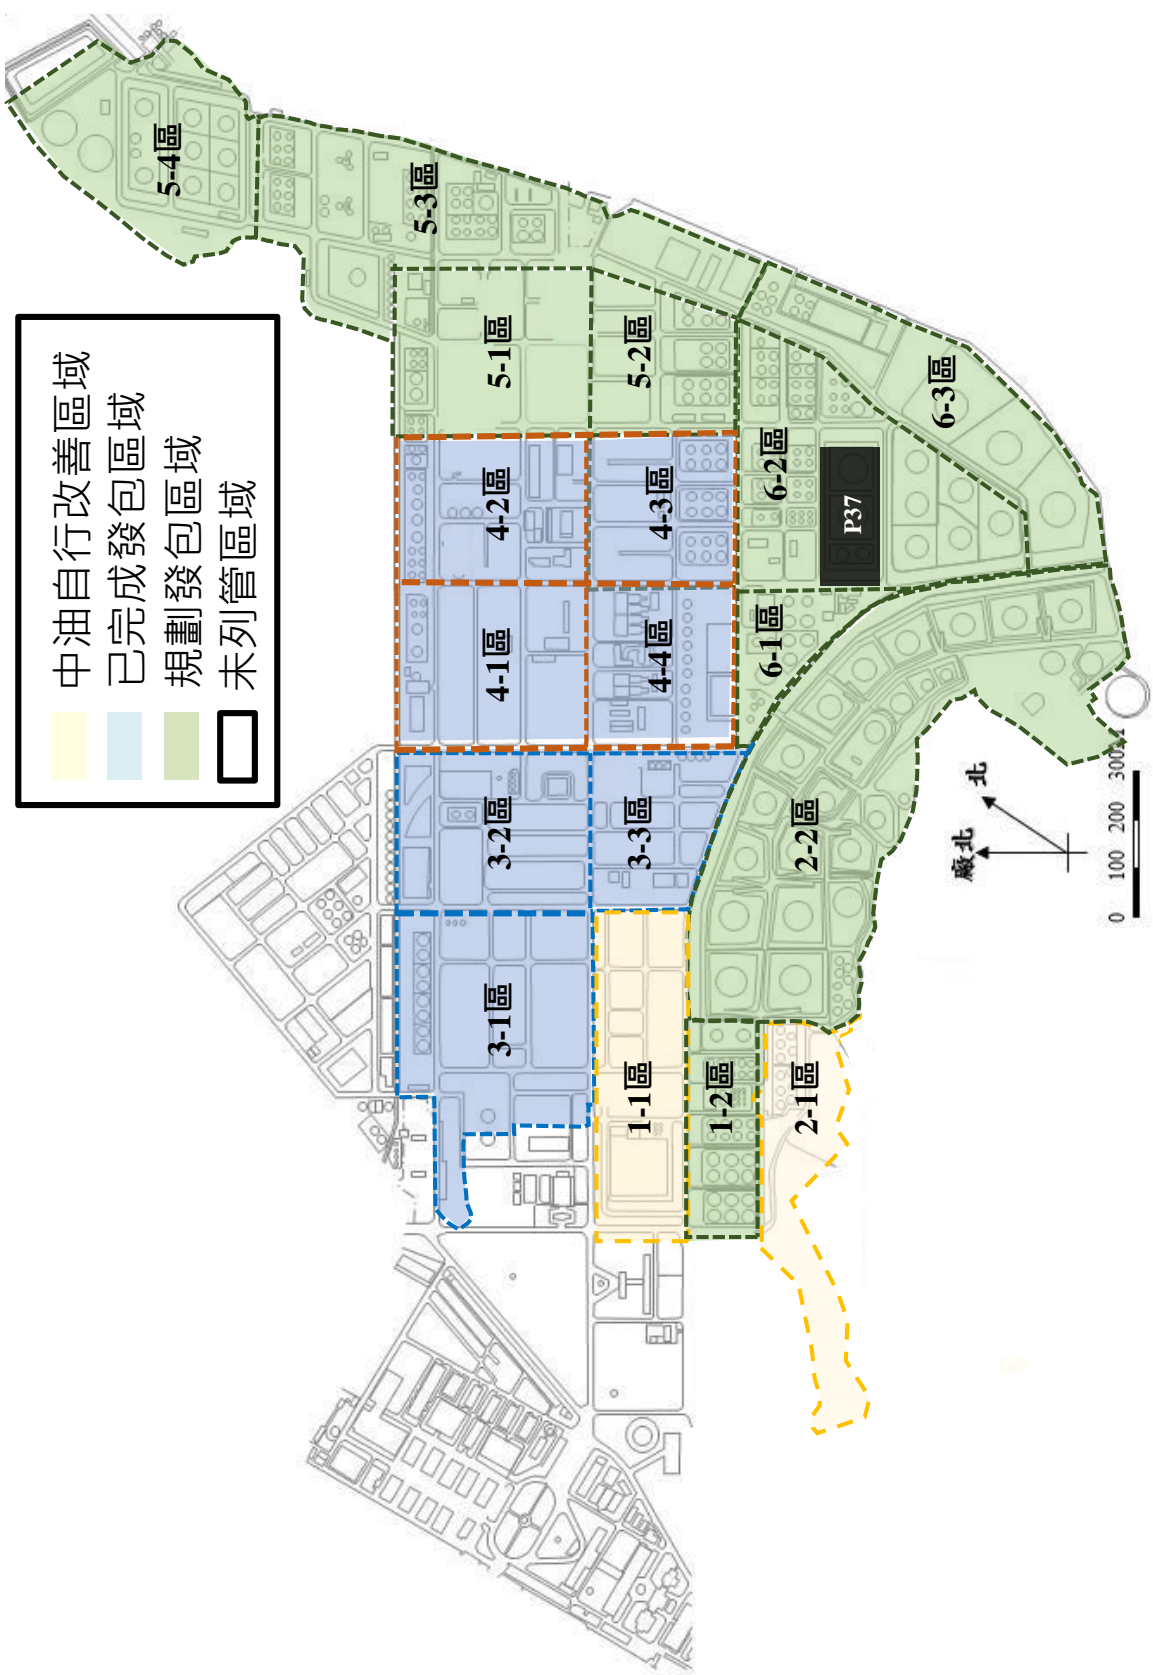 中油自行改善區域
已完成發包區域
規劃發包區域
未列管區域
5-4區
5-3區
5-1區
5-2區
4-2區
4-3區
4-1區
4-4區
3-2區
3-3區
3-1區
1-1區
1-2區
2-1區
2-2區
6-1區
6-2區
6-3區
P37
廠北
北
0 100 200 300